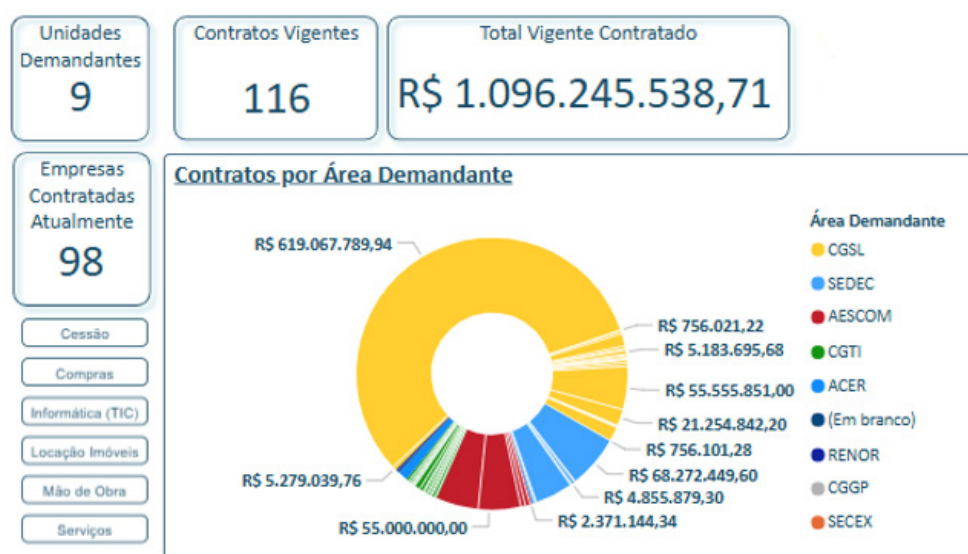 Unidades
Demandantes
9
Contratos Vigentes
116
Total Vigente Contratado
R$ 1.096.245.538,71
Empresas
Contratadas
Atualmente
98
Cessão
Compras
Informática (TIC)
Locação Imóveis
Mão de Obra
Serviços
Contratos por Área Demandante
R$ 619.067.789,94
R$ 756.021,22
R$ 5.183.695,68
R$ 55.555.851,00
R$ 21.254.842,20
R$ 756.101,28
R$ 68.272.449,60
R$ 4.855.879,30
R$ 2.371.144,34
R$ 55.000.000,00
R$ 5.279.039,76
Área Demandante
CGSL
SEDEC
AESCOM
CGTI
ACER
(Em branco)
RENOR
CGGP
SECEX